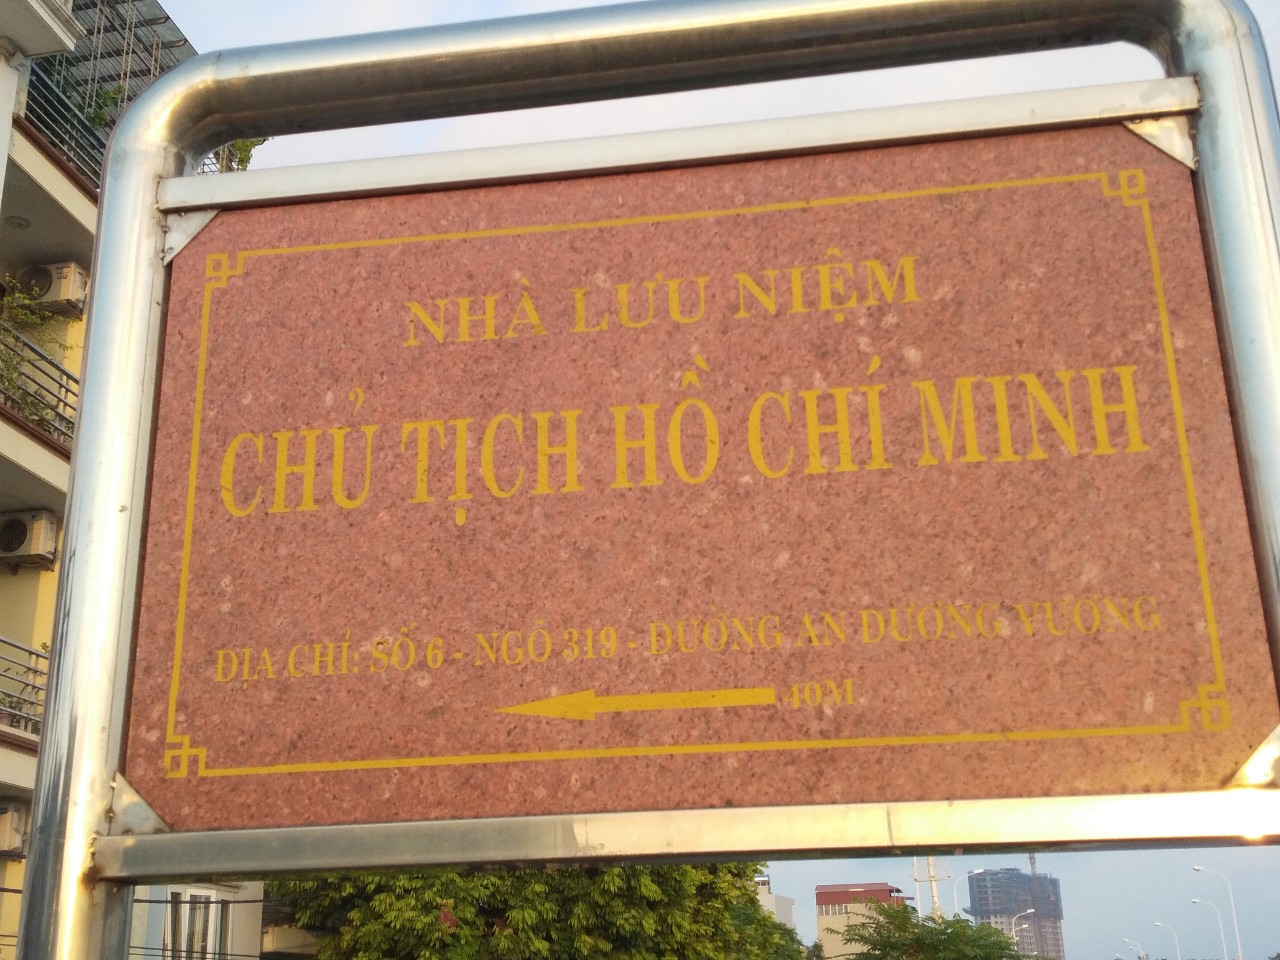 NHÀ LƯU NIỆM
CHỦ TỊCH HỒ CHÍ MINH
ĐỊA CHỈ: SỐ 6 - NGÕ 319 - ĐƯỜNG AN DƯƠNG VƯƠNG
40M